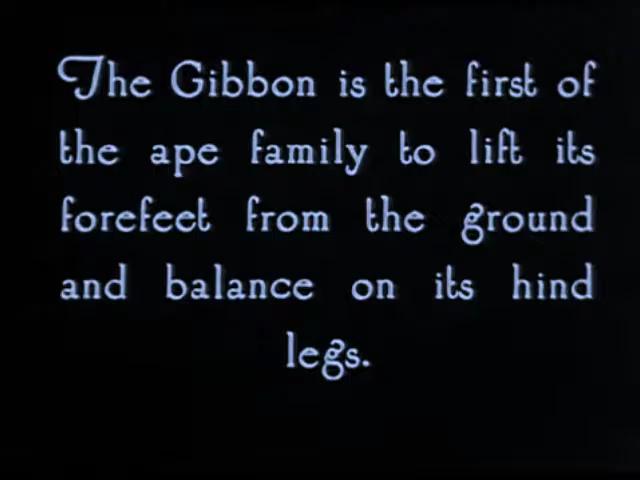 The Gibbon is the first of
the ape family to lift its
forefeet from the ground
and balance on its hind
legs.